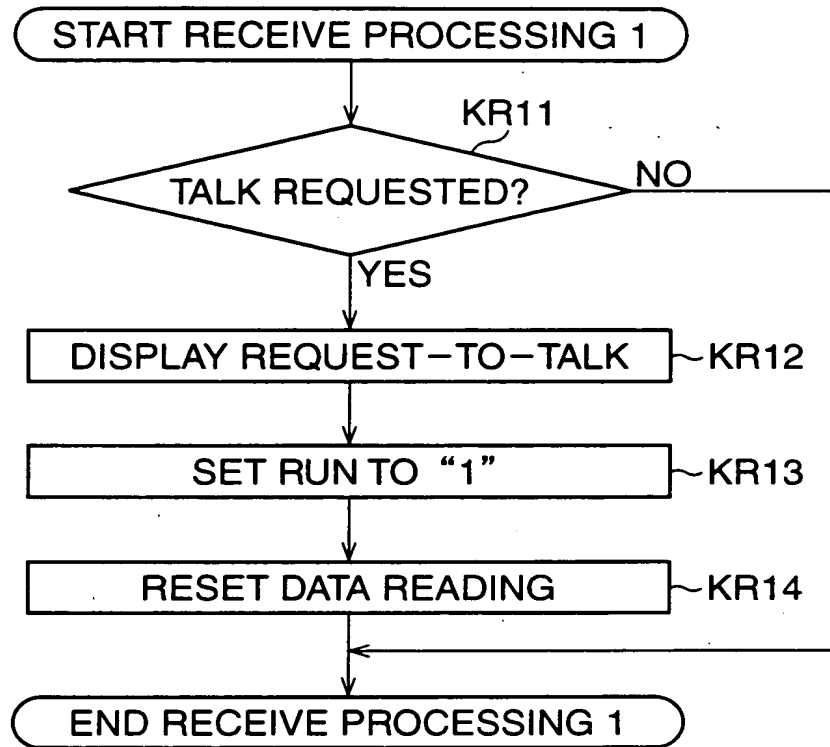 START RECEIVE PROCESSING 1
KR11
TALK REQUESTED?
NO
YES
DISPLAY REQUEST-TO-TALK
KR12
SET RUN TO “1”
KR13
RESET DATA READING
KR14
END RECEIVE PROCESSING 1